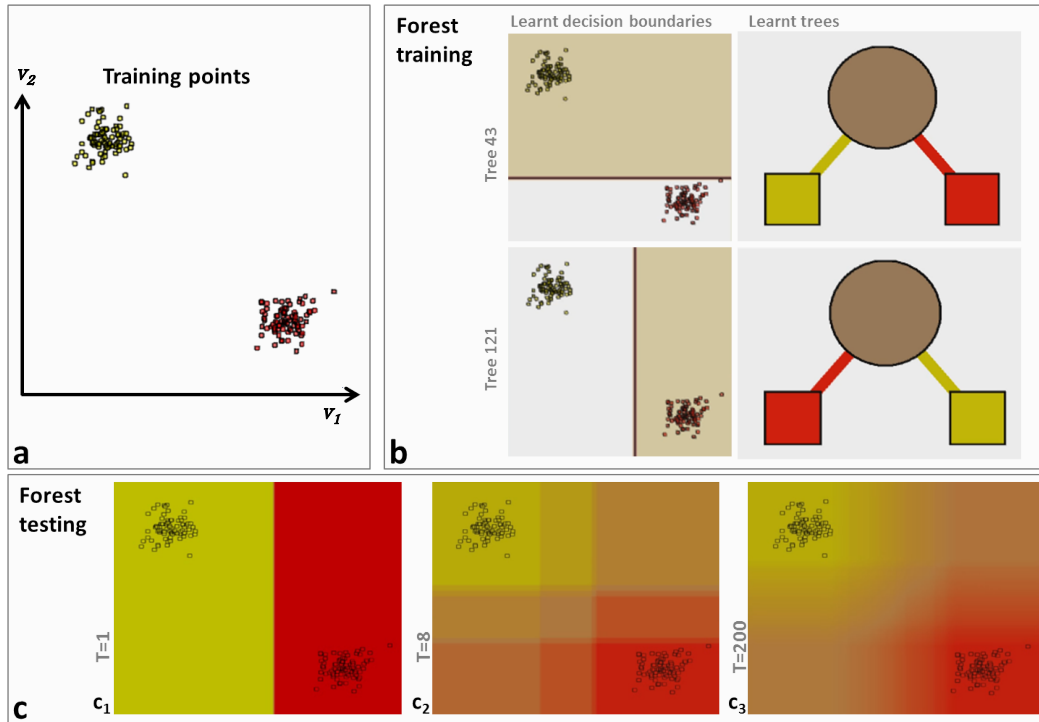 v₂
Training points
v₁
a
Forest
training
Learnt decision boundaries
Learnt trees
Tree 43
Tree 121
b
Forest
testing
T=1
c₁
T=8
c₂
T=200
c₃
c